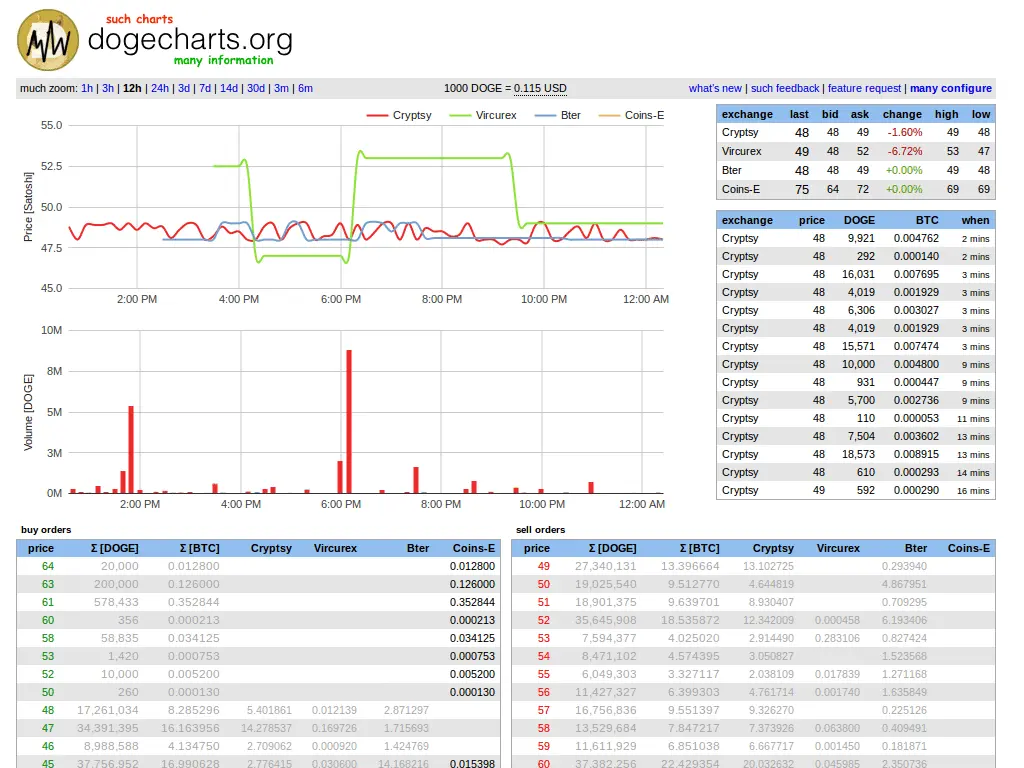 such charts
dogecharts.org
many information
much zoom: 1h | 3h | 12h | 24h | 3d | 7d | 14d | 30d | 3m | 6m 1000 DOGE = 0.115 USD what's new | such feedback | feature request | many configure
Cryptsy Vircurex Bter Coins-E
Price [Satoshi]
55.0
52.5
50.0
47.5
45.0
2:00 PM 4:00 PM 6:00 PM 8:00 PM 10:00 PM 12:00 AM
Volume [DOGE]
10M
8M
5M
3M
0M
2:00 PM 4:00 PM 6:00 PM 8:00 PM 10:00 PM 12:00 AM
exchange last bid ask change high low
Cryptsy 48 48 49 -1.60% 49 48
Vircurex 49 48 52 -6.72% 53 47
Bter 48 48 49 +0.00% 49 48
Coins-E 75 64 72 +0.00% 69 69
exchange price DOGE BTC when
Cryptsy 48 9,921 0.004762 2 mins
Cryptsy 48 292 0.000140 2 mins
Cryptsy 48 16,031 0.007695 3 mins
Cryptsy 48 4,019 0.001929 3 mins
Cryptsy 48 6,306 0.003027 3 mins
Cryptsy 48 4,019 0.001929 3 mins
Cryptsy 48 15,571 0.007474 3 mins
Cryptsy 48 10,000 0.004800 9 mins
Cryptsy 48 931 0.000447 9 mins
Cryptsy 48 5,700 0.002736 9 mins
Cryptsy 48 110 0.000053 11 mins
Cryptsy 48 7,504 0.003602 13 mins
Cryptsy 48 18,573 0.008915 13 mins
Cryptsy 48 610 0.000293 14 mins
Cryptsy 49 592 0.000290 16 mins
buy orders
price Σ [DOGE] Σ [BTC] Cryptsy Vircurex Bter Coins-E
64 20,000 0.012800 0.012800
63 200,000 0.126000 0.126000
61 578,433 0.352844 0.352844
60 356 0.000213 0.000213
58 58,835 0.034125 0.034125
53 1,420 0.000753 0.000753
52 10,000 0.005200 0.005200
50 260 0.000130 0.000130
48 17,261,034 8.285296 5.401861 0.012139 2.871297
47 34,391,395 16.163956 14.278537 0.169726 1.715693
46 8,988,588 4.134750 2.709062 0.000920 1.424769
45 37,756,952 16.990628 2.776415 0.030600 14.168216 0.015398
sell orders
price Σ [DOGE] Σ [BTC] Cryptsy Vircurex Bter Coins-E
49 27,340,131 13.396664 13.102725 0.293940
50 19,025,540 9.512770 4.644819 4.867951
51 18,901,375 9.639701 8.930407 0.709295
52 35,645,908 18.535872 12.342009 0.000458 6.193406
53 7,594,377 4.025020 2.914490 0.283106 0.827424
54 8,471,102 4.574395 3.050827 1.523568
55 6,049,303 3.327117 2.038109 0.017839 1.271168
56 11,427,327 6.399303 4.761714 0.001740 1.635849
57 16,756,836 9.551397 9.326270 0.225126
58 13,529,684 7.847217 7.373926 0.063800 0.409491
59 11,611,929 6.851038 6.667717 0.001450 0.181871
60 37,382,256 22.429354 20.032632 0.045985 2.350736